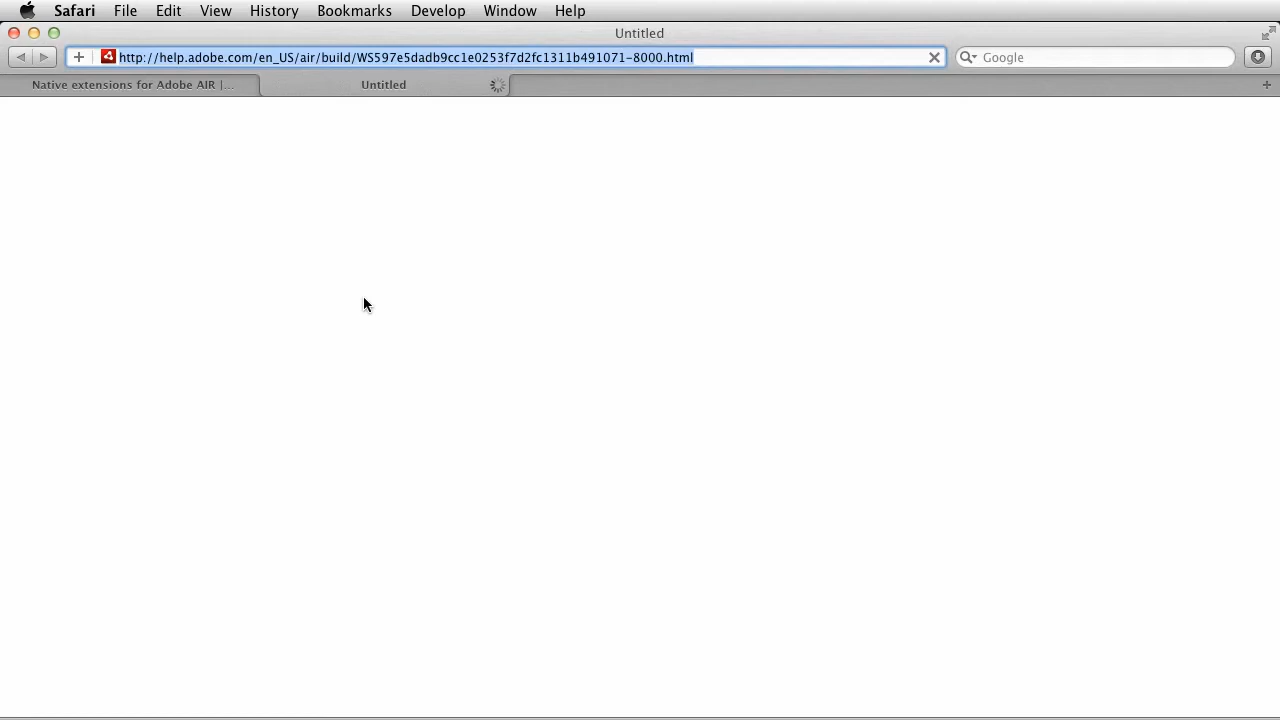 Safari File Edit View History Bookmarks Develop Window Help
Untitled
http://help.adobe.com/en_US/air/build/WS597e5dadb9cc1e0253f7d2fc1311b491071-8000.html
Google
Native extensions for Adobe AIR |...
Untitled